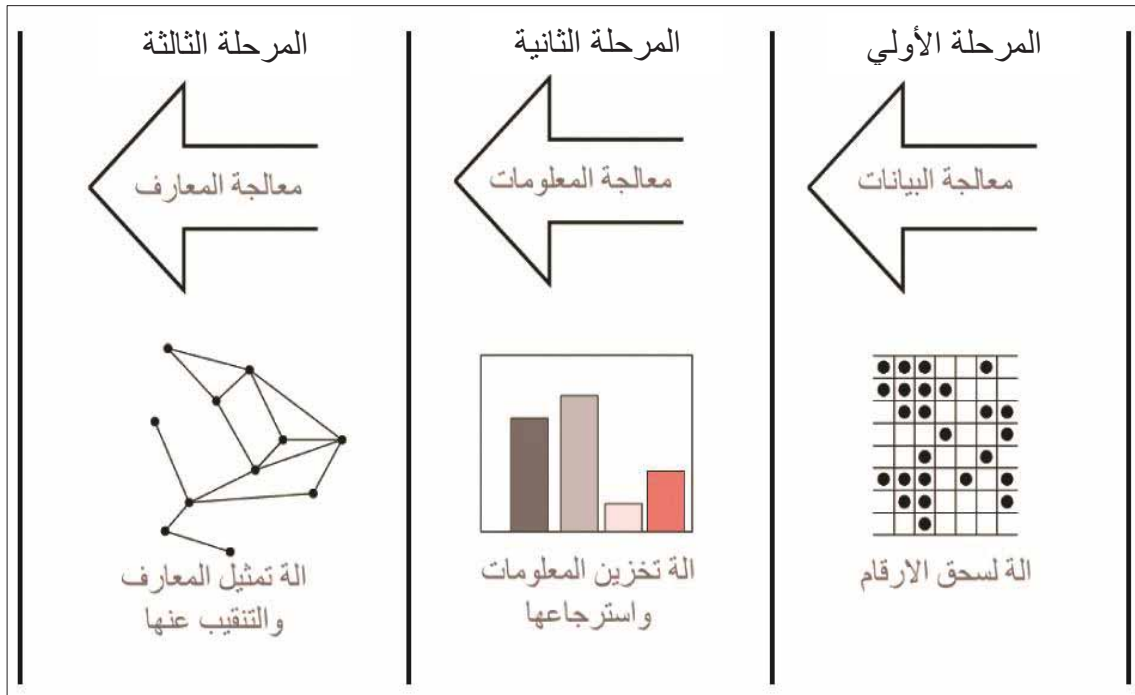 المرحلة الأولي
المرحلة الثانية
المرحلة الثالثة
معالجة البيانات
معالجة المعلومات
معالجة المعارف
الة لسحق الارقام
الة تخزين المعلومات
واسترجاعها
الة تمثيل المعارف
والتنقيب عنها